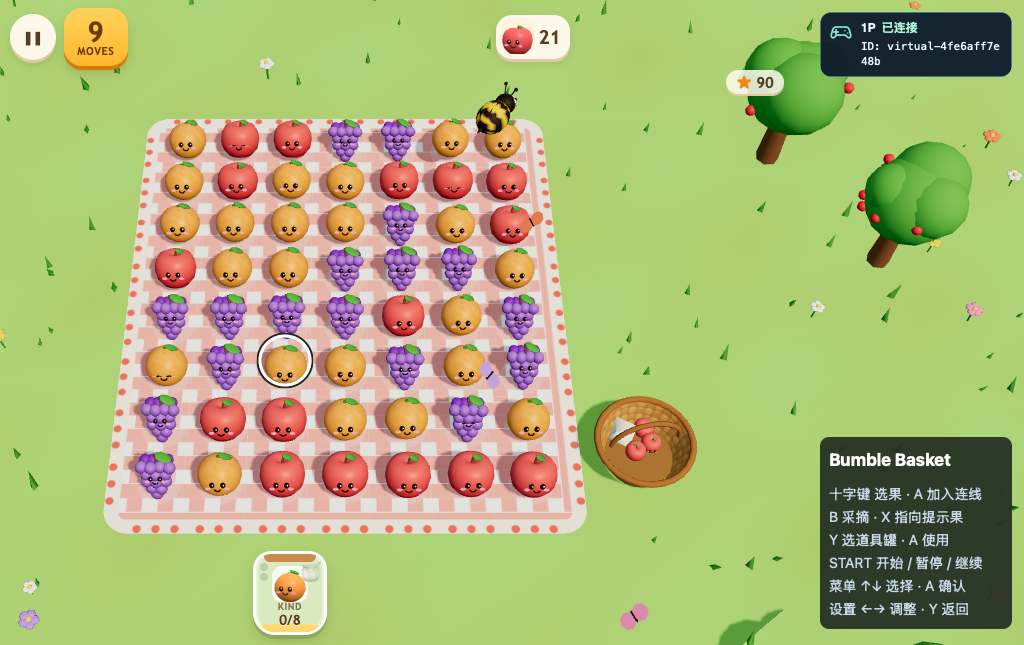 9
MOVES
21
1P 已连接
ID: virtual-4fe6aff7e
48b
90
Bumble Basket
十字键 选果 · A 加入连线
B 采摘 · X 指向提示果
Y 选道具罐 · A 使用
START 开始 / 暂停 / 继续
菜单 ↑↓ 选择 · A 确认
设置 ←→ 调整 · Y 返回
KIND
0/8